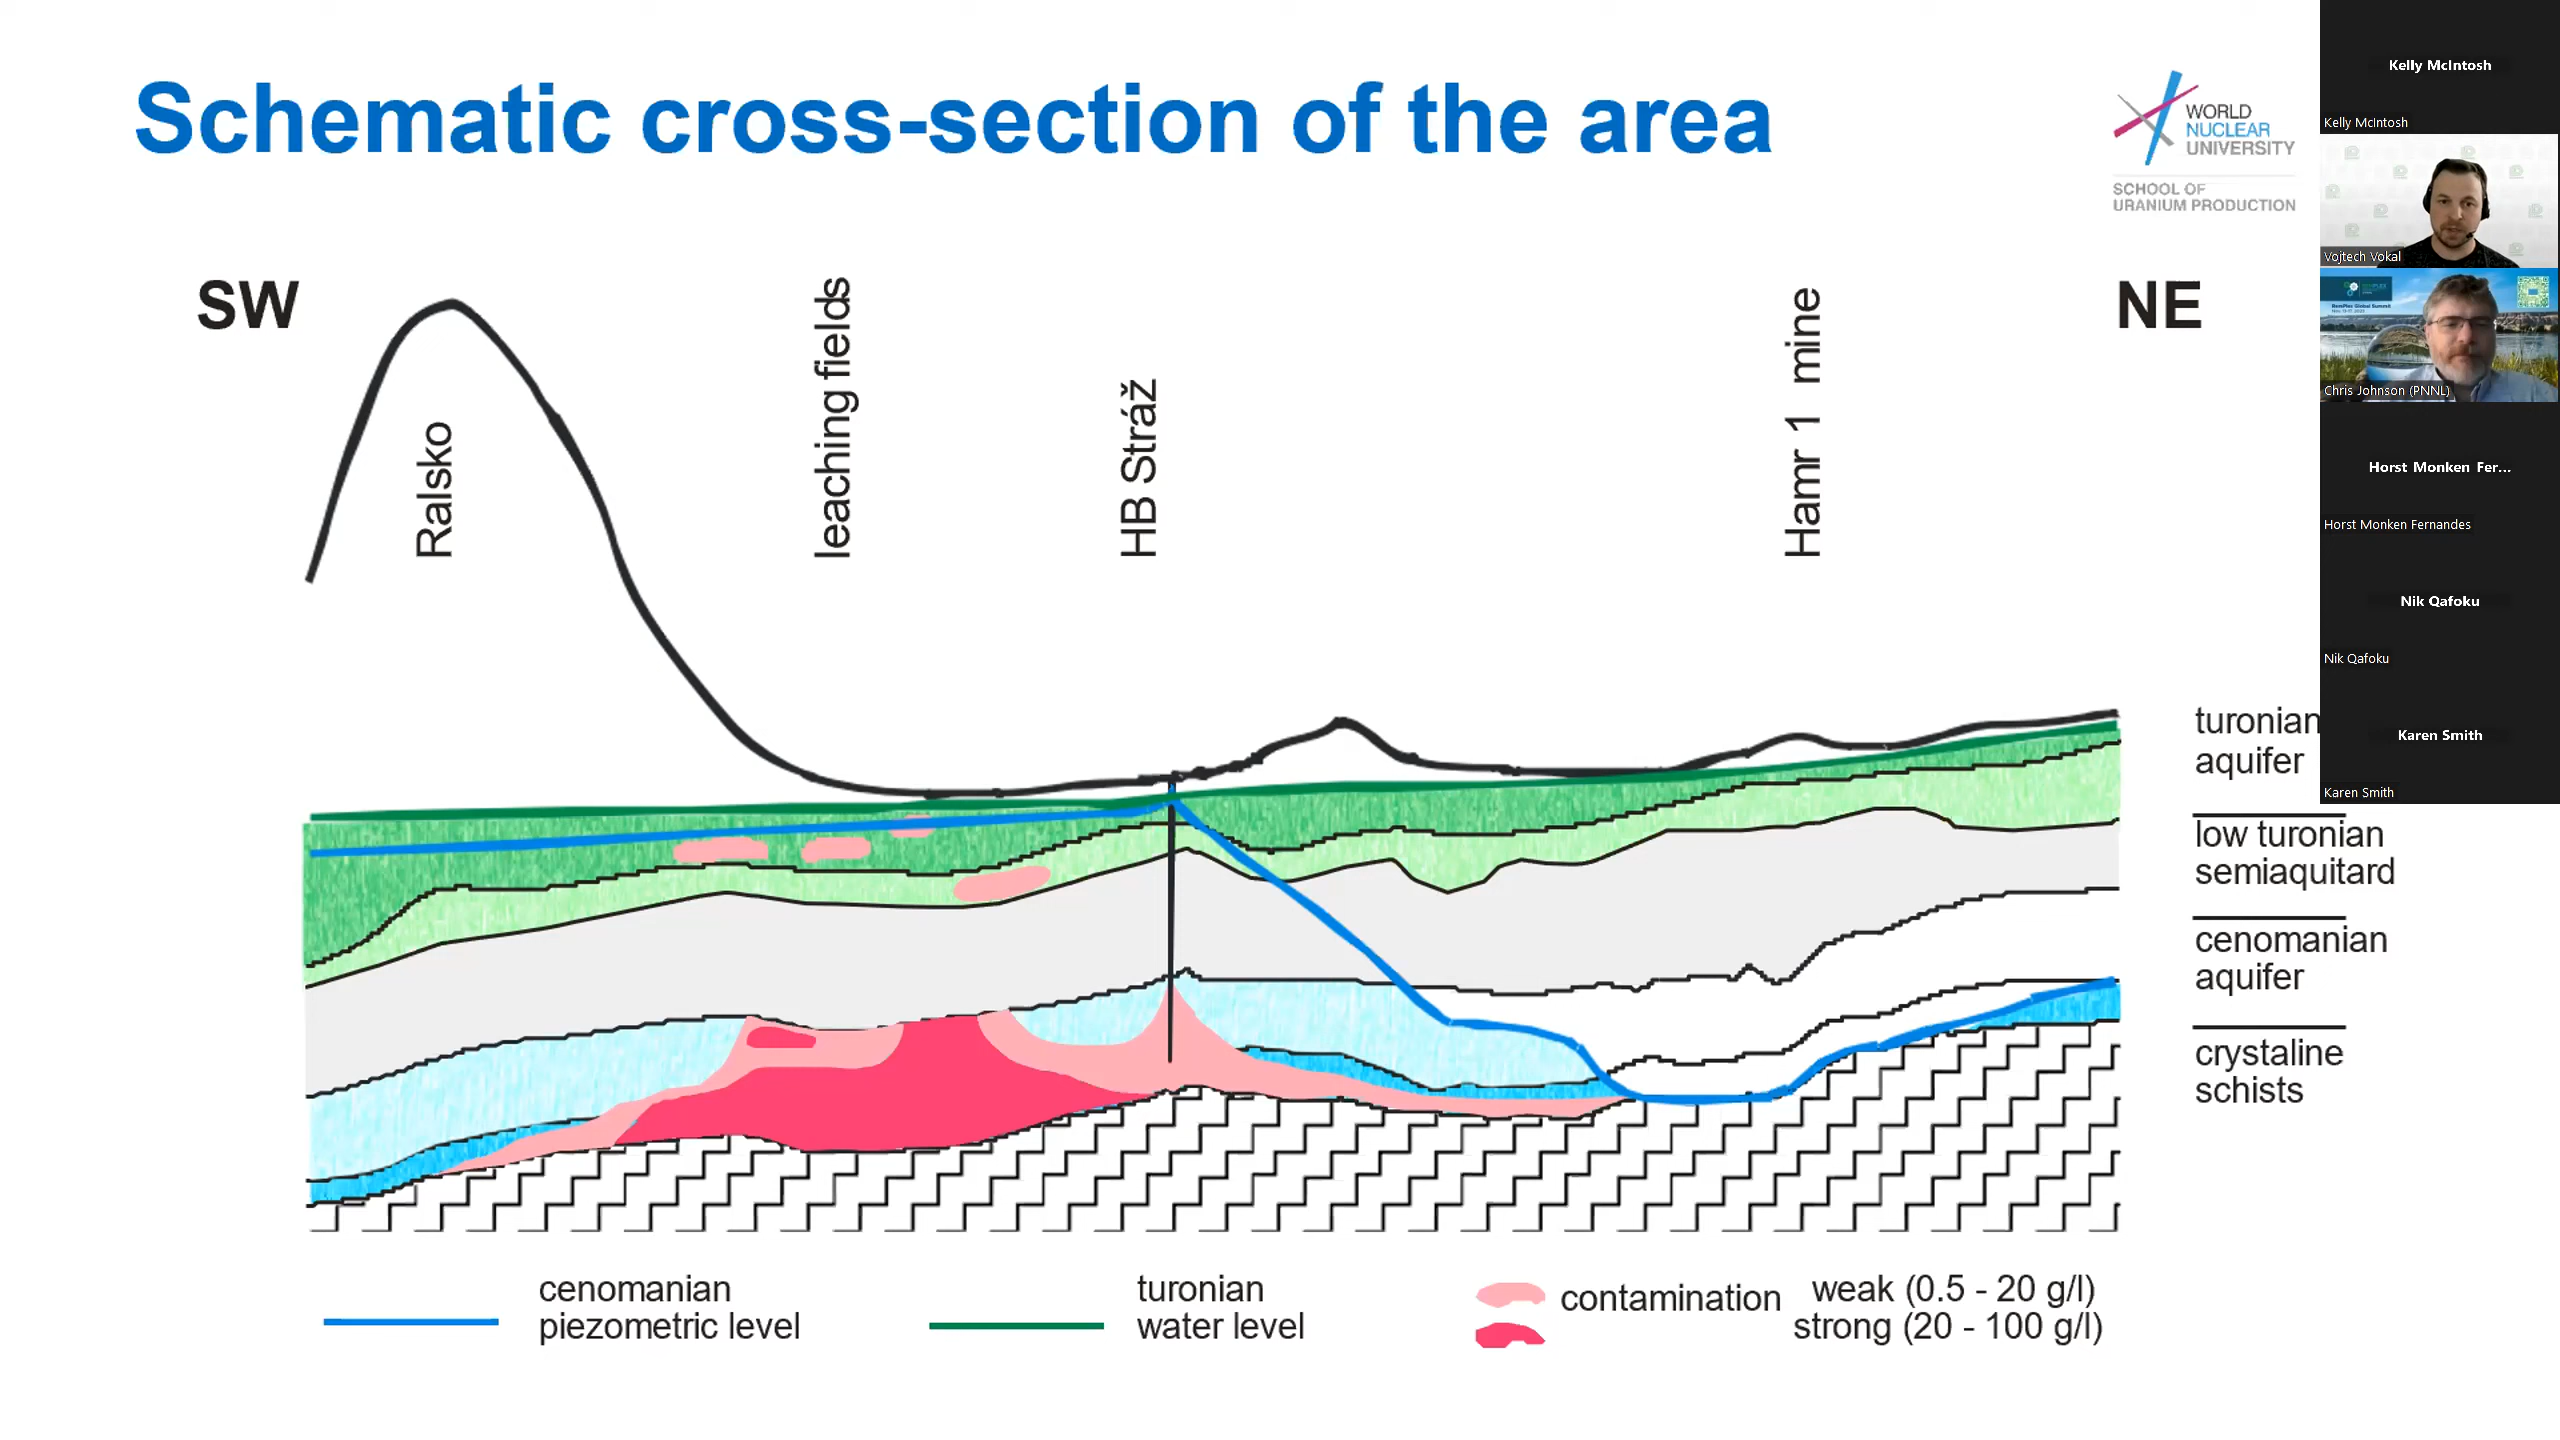 Schematic cross-section of the area
WORLD
NUCLEAR
UNIVERSITY
SCHOOL OF
URANIUM PRODUCTION
SW
NE
Ralsko
leaching fields
HB Stráž
Hamr 1 mine
turonian
aquifer
low turonian
semiaquitard
cenomanian
aquifer
crystaline
schists
cenomanian
piezometric level
turonian
water level
contamination
weak (0.5 - 20 g/l)
strong (20 - 100 g/l)
Kelly McIntosh
Kelly McIntosh
Vojtech Vokal
Chris Johnson (PNNL)
Horst Monken Fer...
Horst Monken Fernandes
Nik Qafoku
Nik Qafoku
Karen Smith
Karen Smith